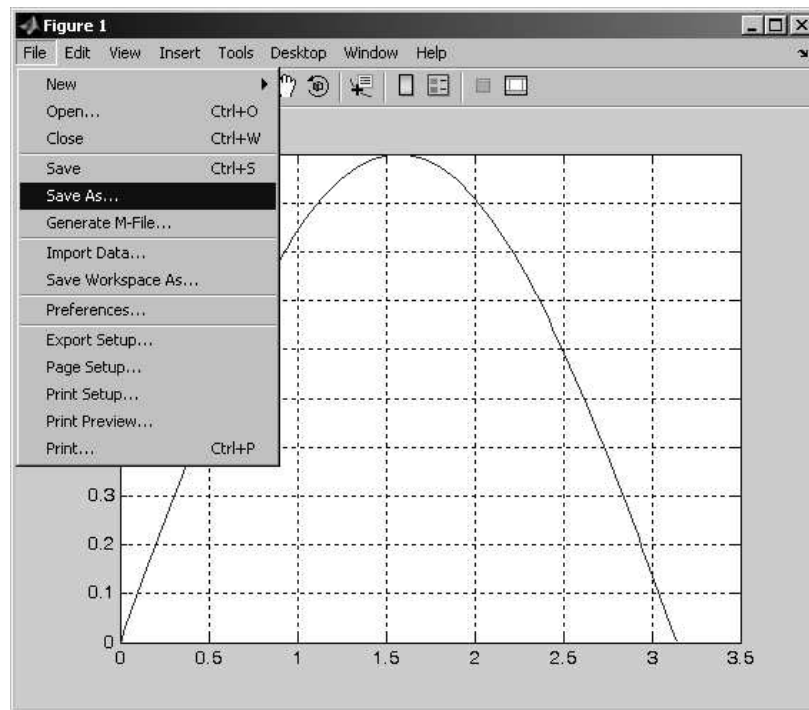 Figure 1
File Edit View Insert Tools Desktop Window Help
New
Open... Ctrl+O
Close Ctrl+W
Save Ctrl+S
Save As...
Generate M-File...
Import Data...
Save Workspace As...
Preferences...
Export Setup...
Page Setup...
Print Setup...
Print Preview...
Print... Ctrl+P
0.3
0.2
0.1
0
0 0.5 1 1.5 2 2.5 3 3.5